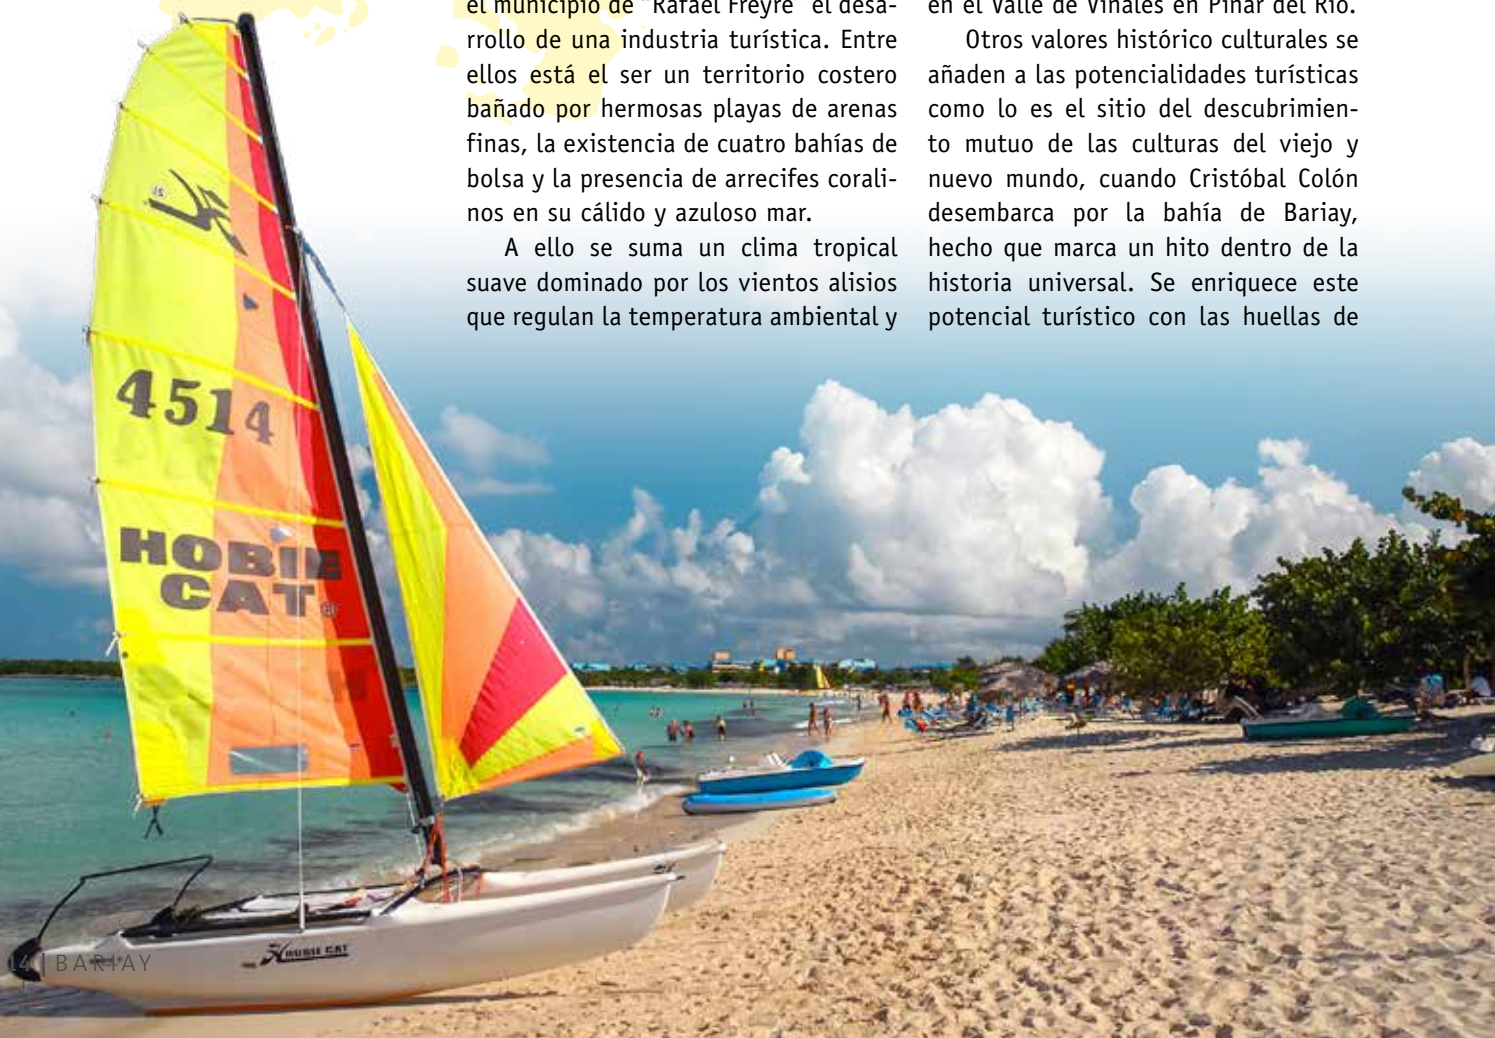 el municipio de "Rafael Freyre" el desa-
rrollo de una industria turística. Entre
ellos está el ser un territorio costero
bañado por hermosas playas de arenas
finas, la existencia de cuatro bahías de
bolsa y la presencia de arrecifes corali-
nos en su cálido y azuloso mar.
A ello se suma un clima tropical
suave dominado por los vientos alisios
que regulan la temperatura ambiental y
en el Valle de Viñales en Pinar del Río.
Otros valores histórico culturales se
añaden a las potencialidades turísticas
como lo es el sitio del descubrimien-
to mutuo de las culturas del viejo y
nuevo mundo, cuando Cristóbal Colón
desembarca por la bahía de Bariay,
hecho que marca un hito dentro de la
historia universal. Se enriquece este
potencial turístico con las huellas de
4514
HOBIE
CAT
HOBIE CAT
14 | BARIAY